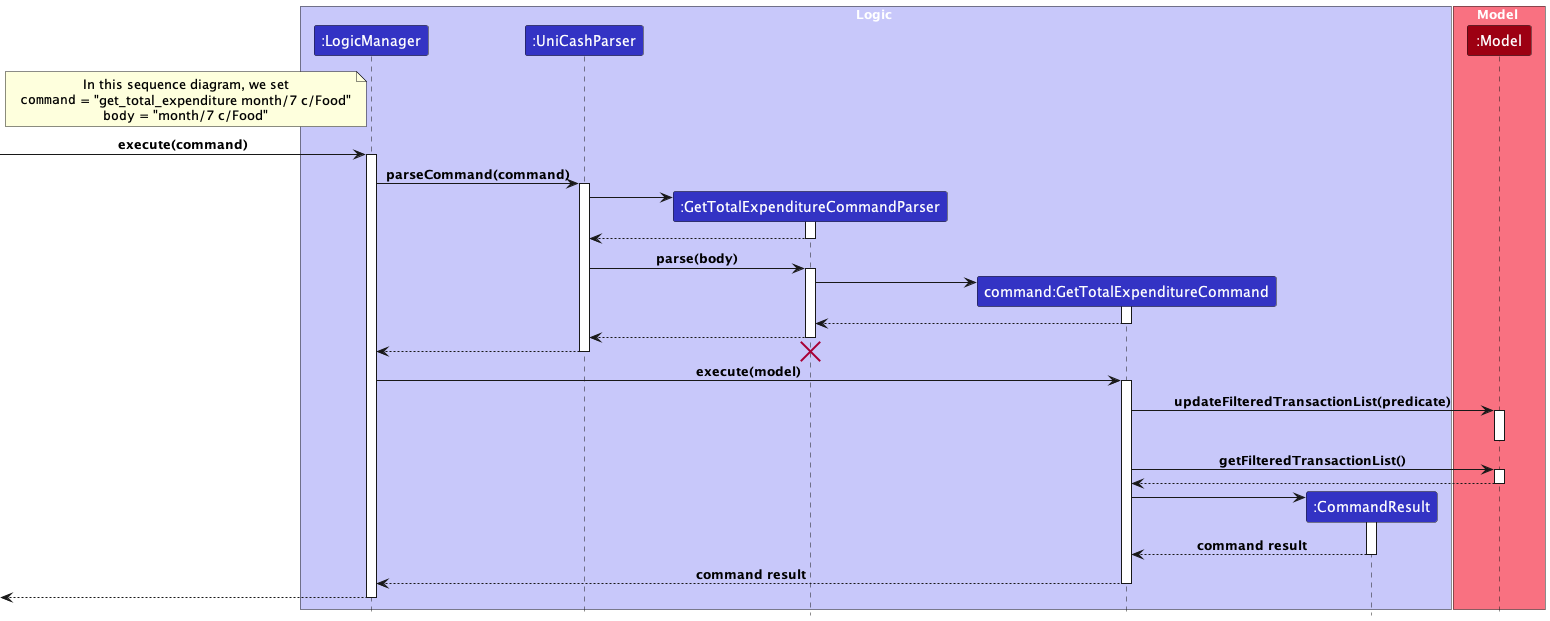 Logic
Model
:LogicManager
:UniCashParser
:Model
In this sequence diagram, we set
command = "get_total_expenditure month/7 c/Food"
body = "month/7 c/Food"
execute(command)
parseCommand(command)
:GetTotalExpenditureCommandParser
parse(body)
command:GetTotalExpenditureCommand
execute(model)
updateFilteredTransactionList(predicate)
getFilteredTransactionList()
:CommandResult
command result
command result